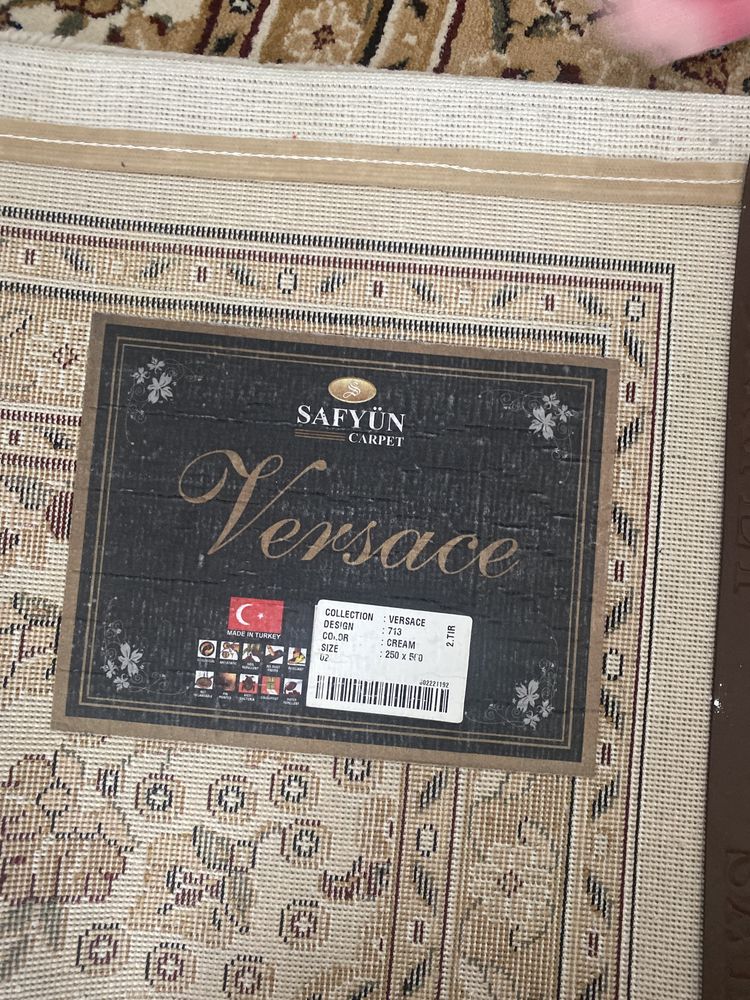 SAFYÜN
CARPET
Versace
MADE IN TURKEY
COLLECTION : VERSACE
DESIGN : 713
COLOR : CREAM
SIZE : 250 x 500
02
2.TIR